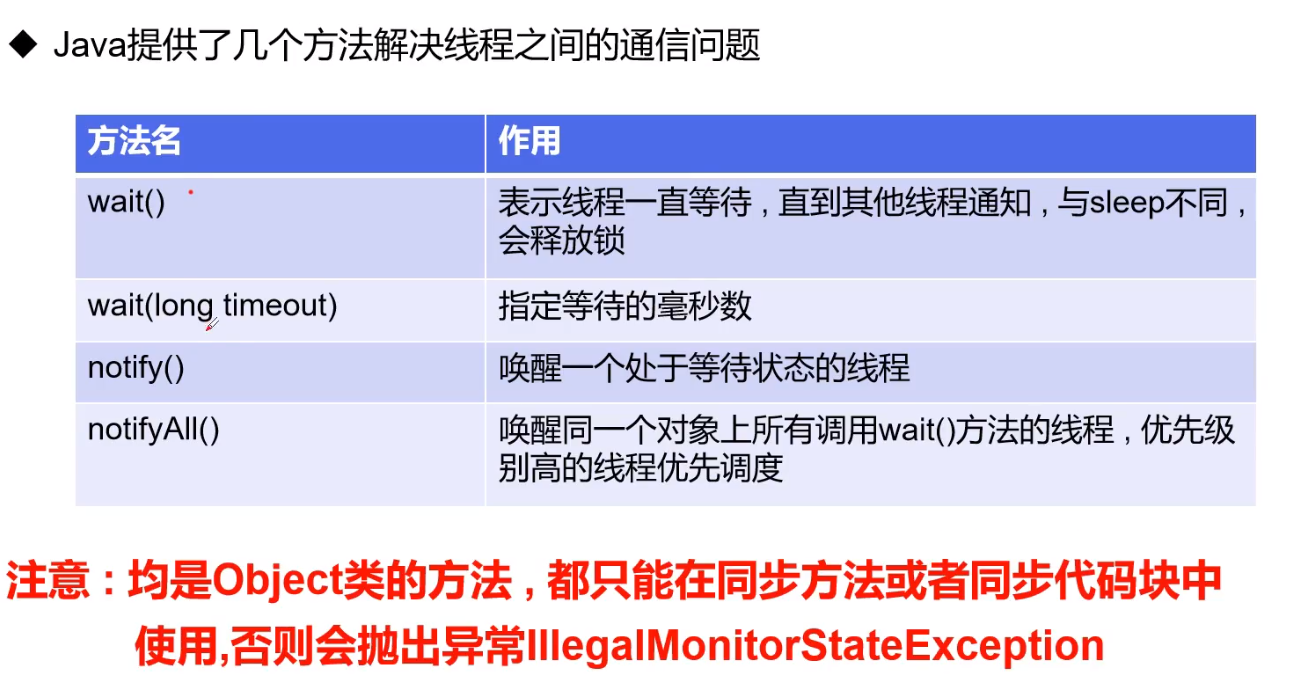 ◆ Java提供了几个方法解决线程之间的通信问题
方法名 作用
wait() 表示线程一直等待，直到其他线程通知，与sleep不同，
会释放锁
wait(long timeout) 指定等待的毫秒数
notify() 唤醒一个处于等待状态的线程
notifyAll() 唤醒同一个对象上所有调用wait()方法的线程，优先级
别高的线程优先调度
注意：均是Object类的方法，都只能在同步方法或者同步代码块中
使用,否则会抛出异常IllegalMonitorStateException